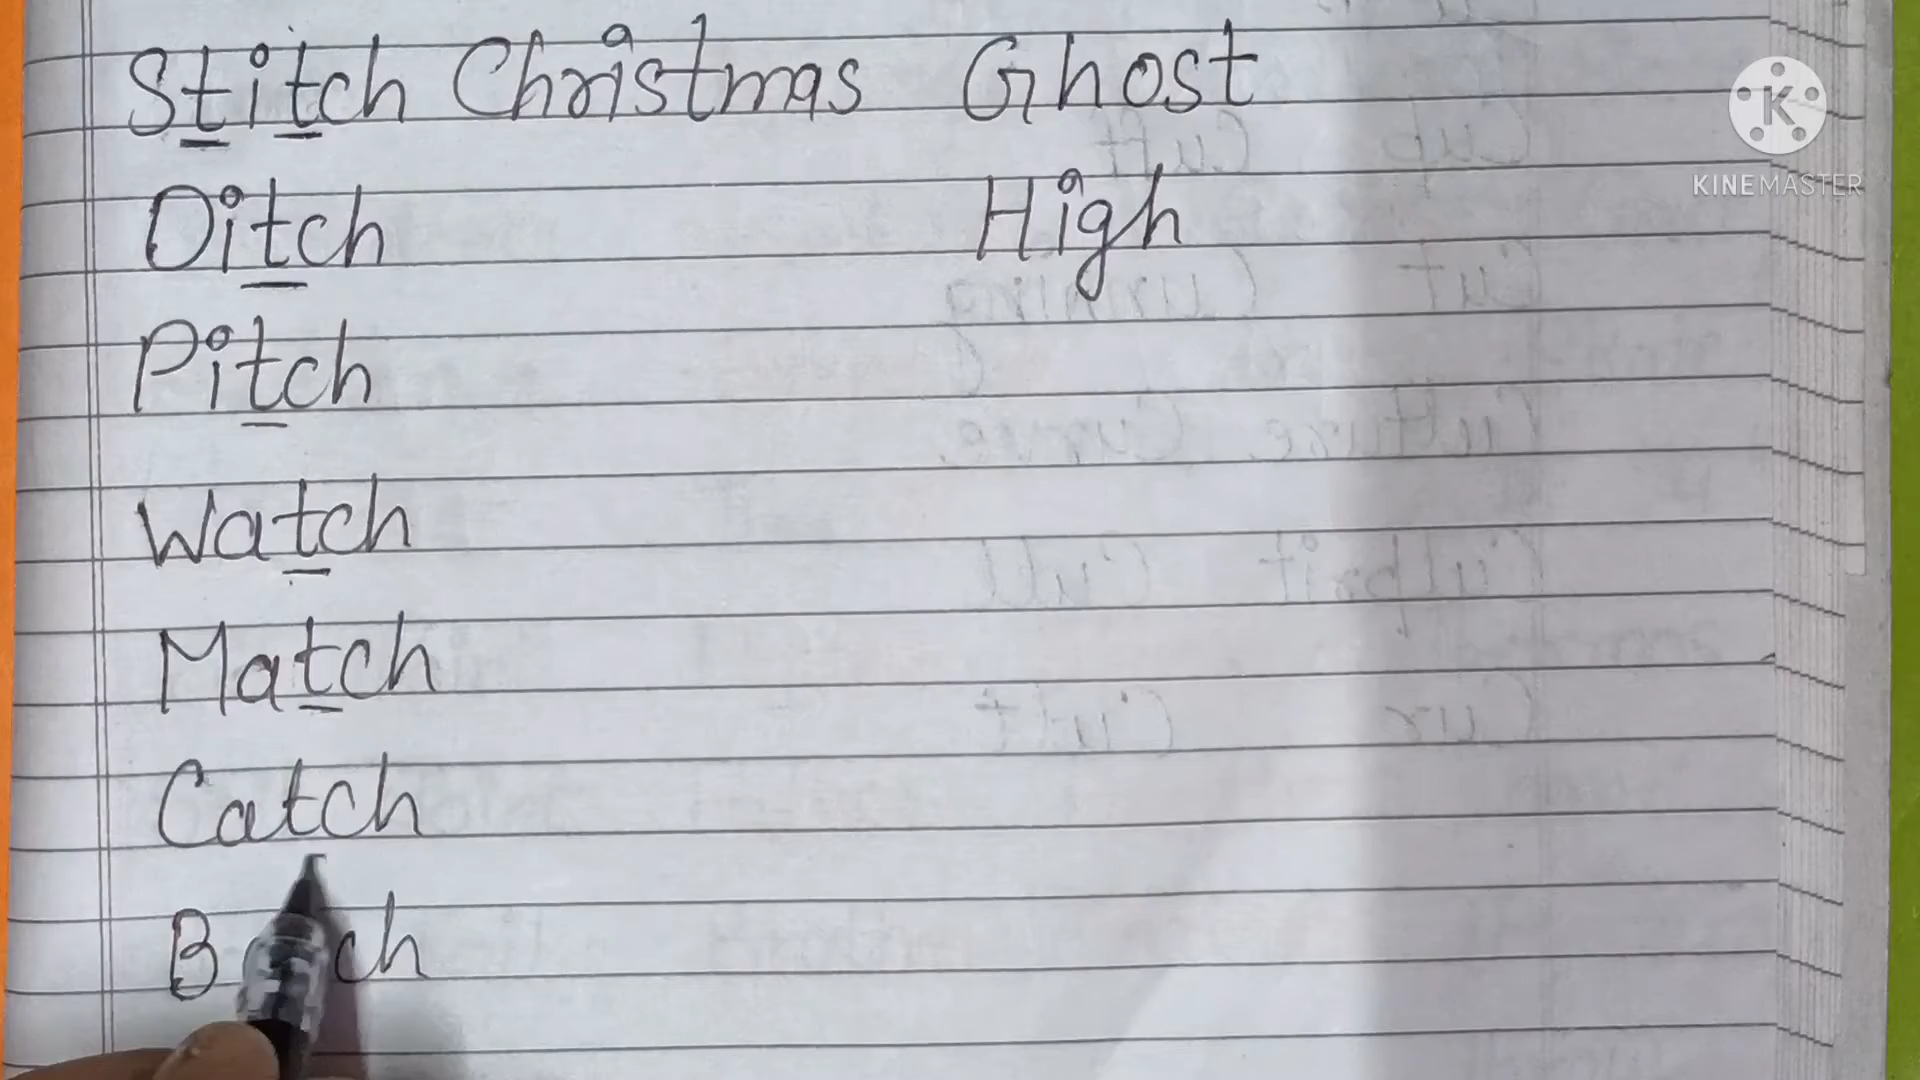 Stitch Christmas Ghost
Ditch High
Pitch
Watch
Match
Catch
KINEMASTER